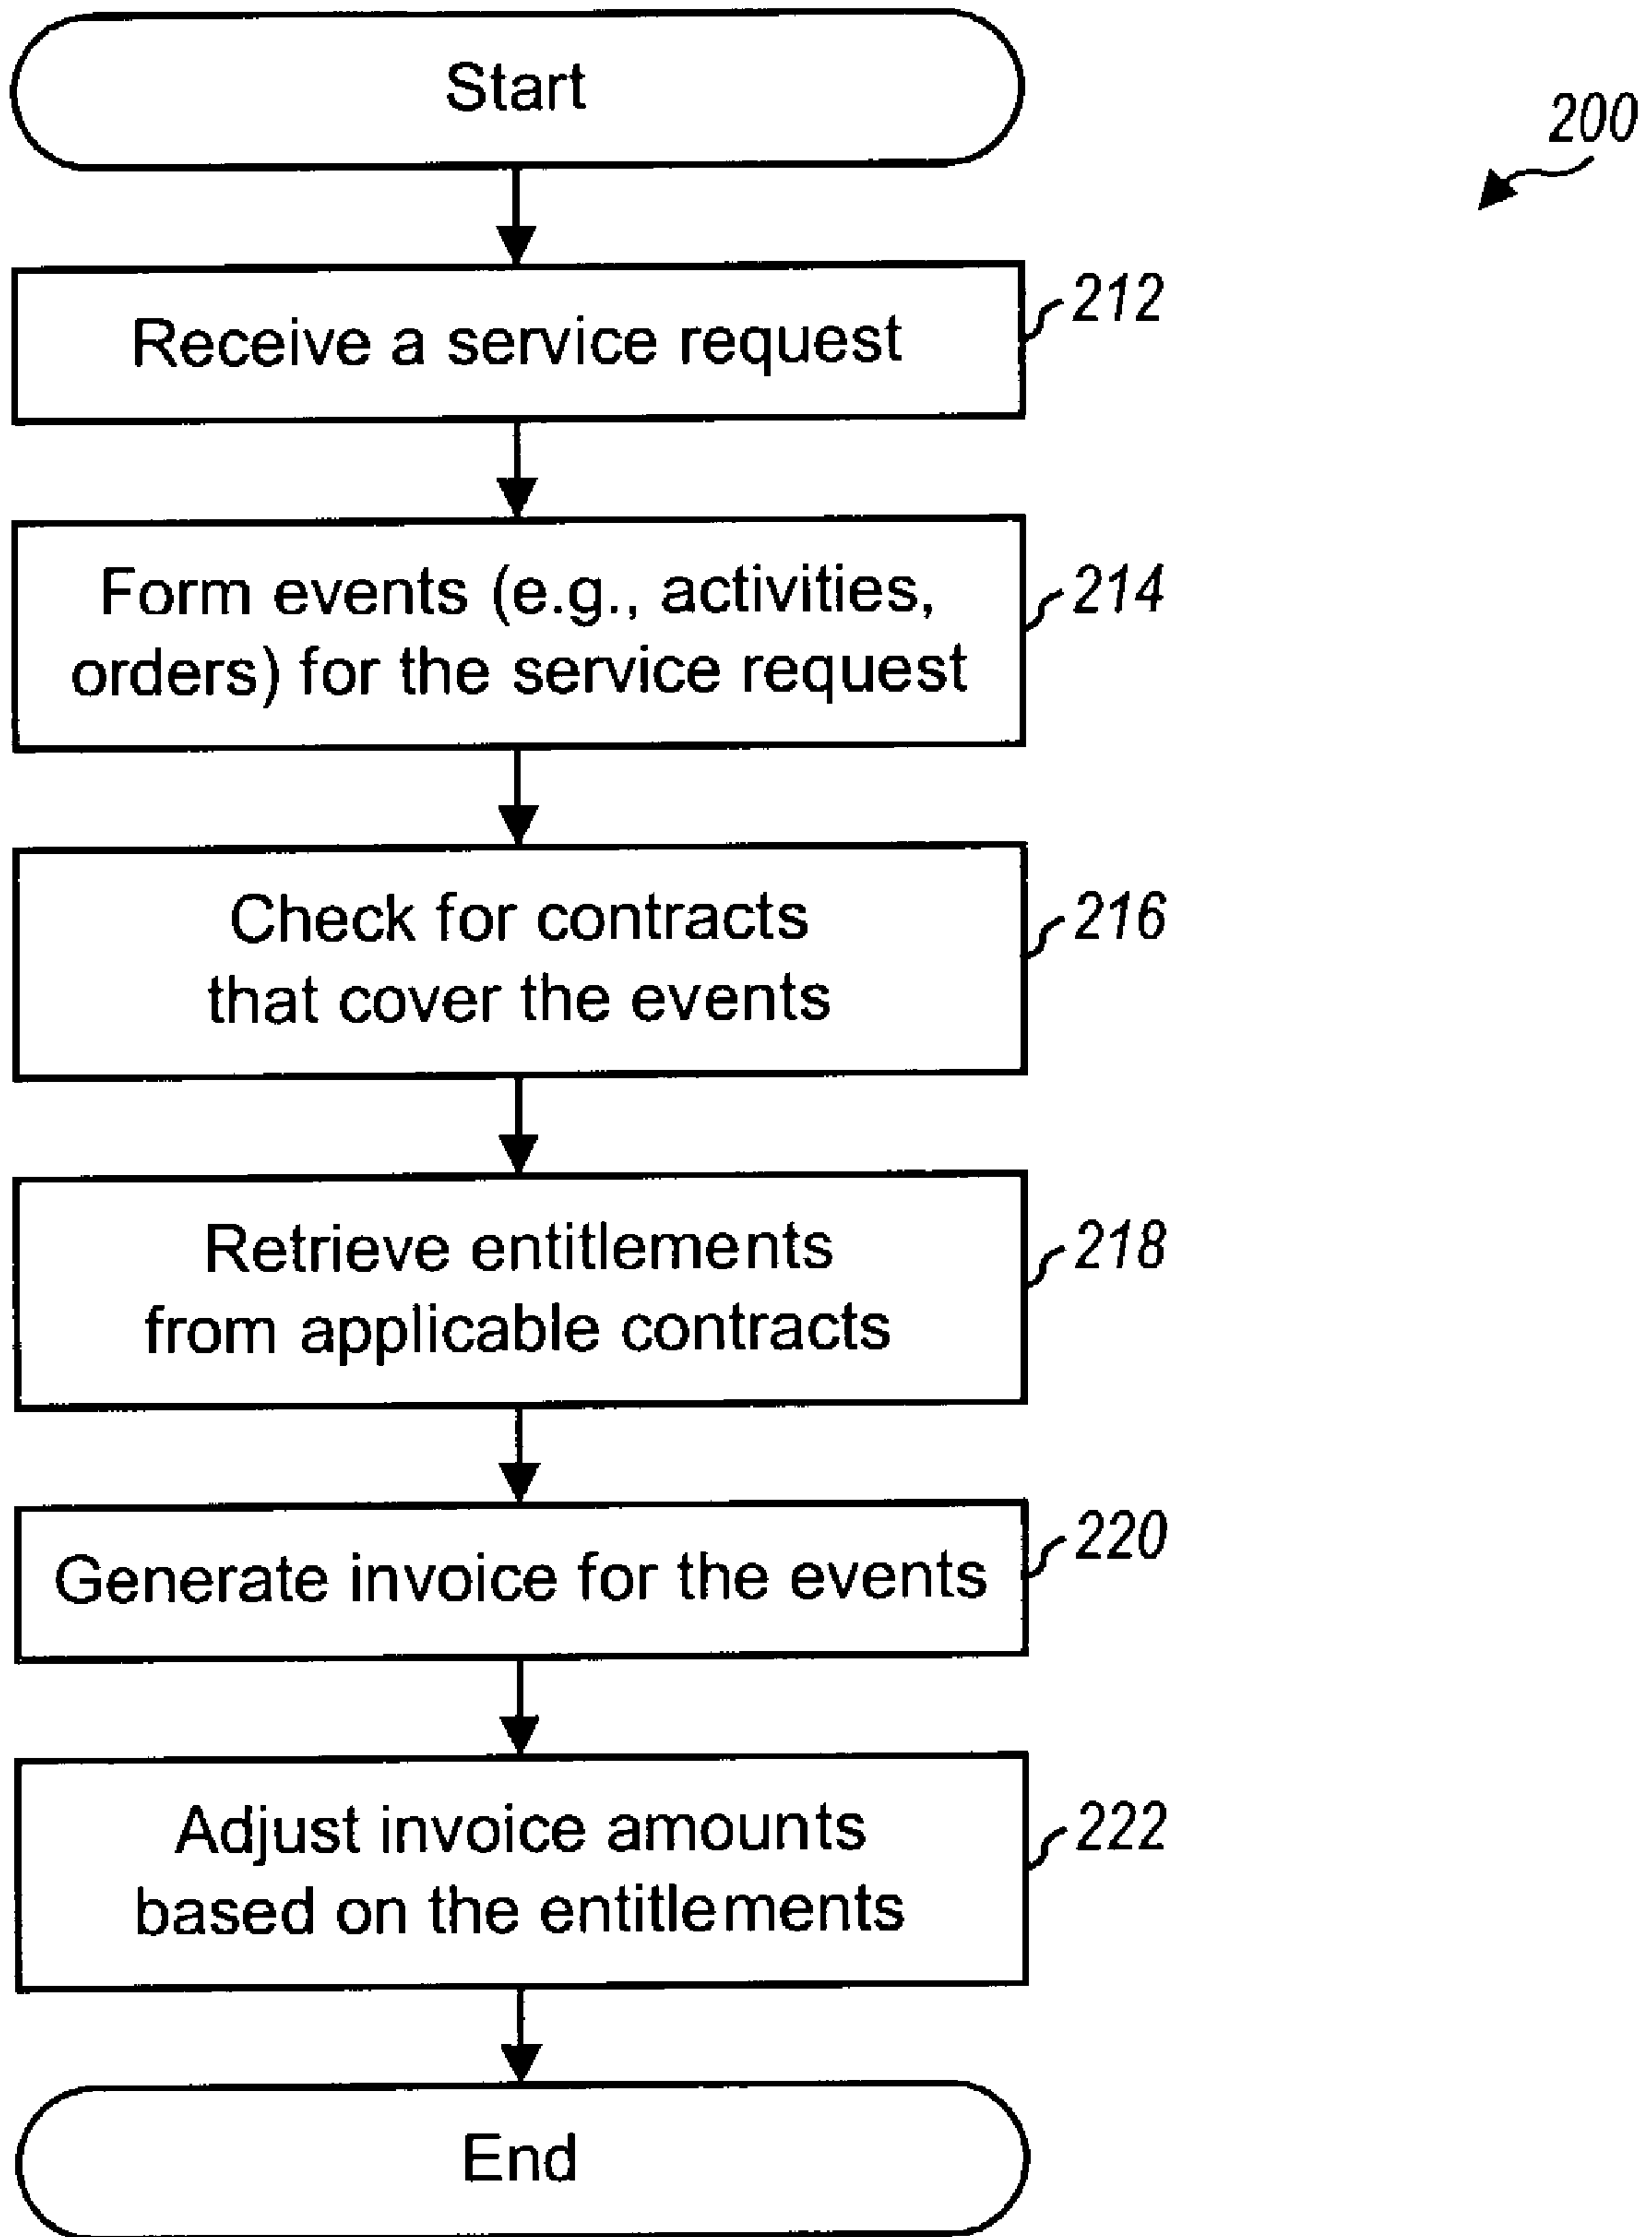 Start
200
Receive a service request
212
Form events (e.g., activities,
orders) for the service request
214
Check for contracts
that cover the events
216
Retrieve entitlements
from applicable contracts
218
Generate invoice for the events
220
Adjust invoice amounts
based on the entitlements
222
End